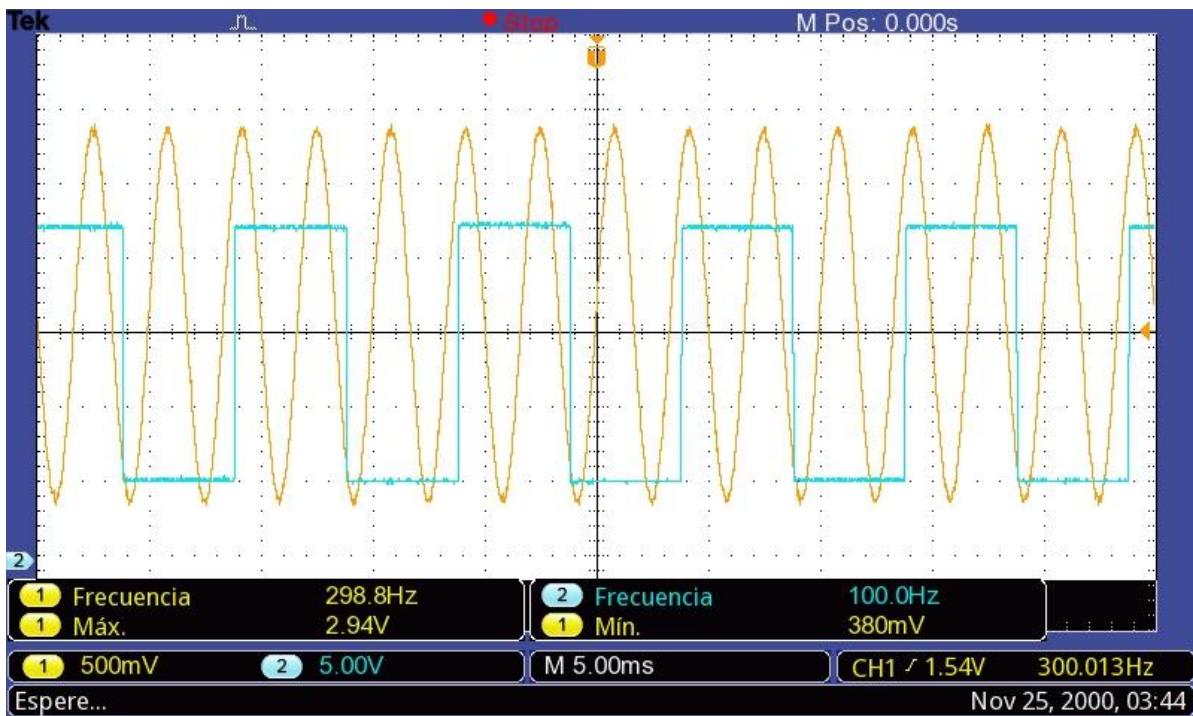 Tek Stop M Pos: 0.000s
2
1 Frecuencia 298.8Hz 2 Frecuencia 100.0Hz
1 Máx. 2.94V 1 Mín. 380mV
1 500mV 2 5.00V M 5.00ms CH1 1.54V 300.013Hz
Espere... Nov 25, 2000, 03:44